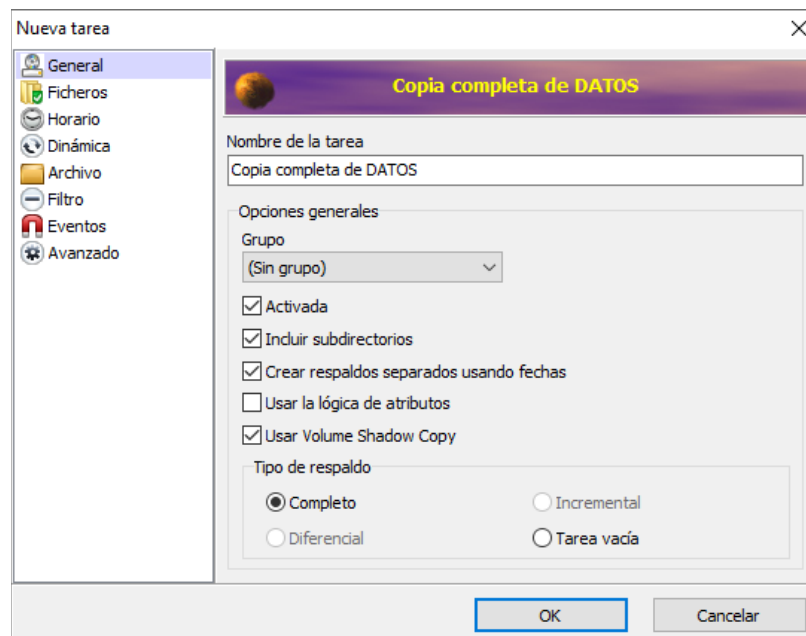 Nueva tarea
General
Ficheros
Horario
Dinámica
Archivo
Filtro
Eventos
Avanzado
Copia completa de DATOS
Nombre de la tarea
Copia completa de DATOS
Opciones generales
Grupo
(Sin grupo)
Activada
Incluir subdirectorios
Crear respaldos separados usando fechas
Usar la lógica de atributos
Usar Volume Shadow Copy
Tipo de respaldo
Completo Incremental
Diferencial Tarea vacía
OK Cancelar